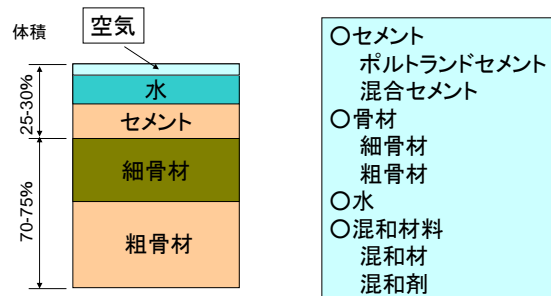 体積
空気
水
セメント
細骨材
粗骨材
25-30%
70-75%
○セメント
ポルトランドセメント
混合セメント
○骨材
細骨材
粗骨材
○水
○混和材料
混和材
混和剤